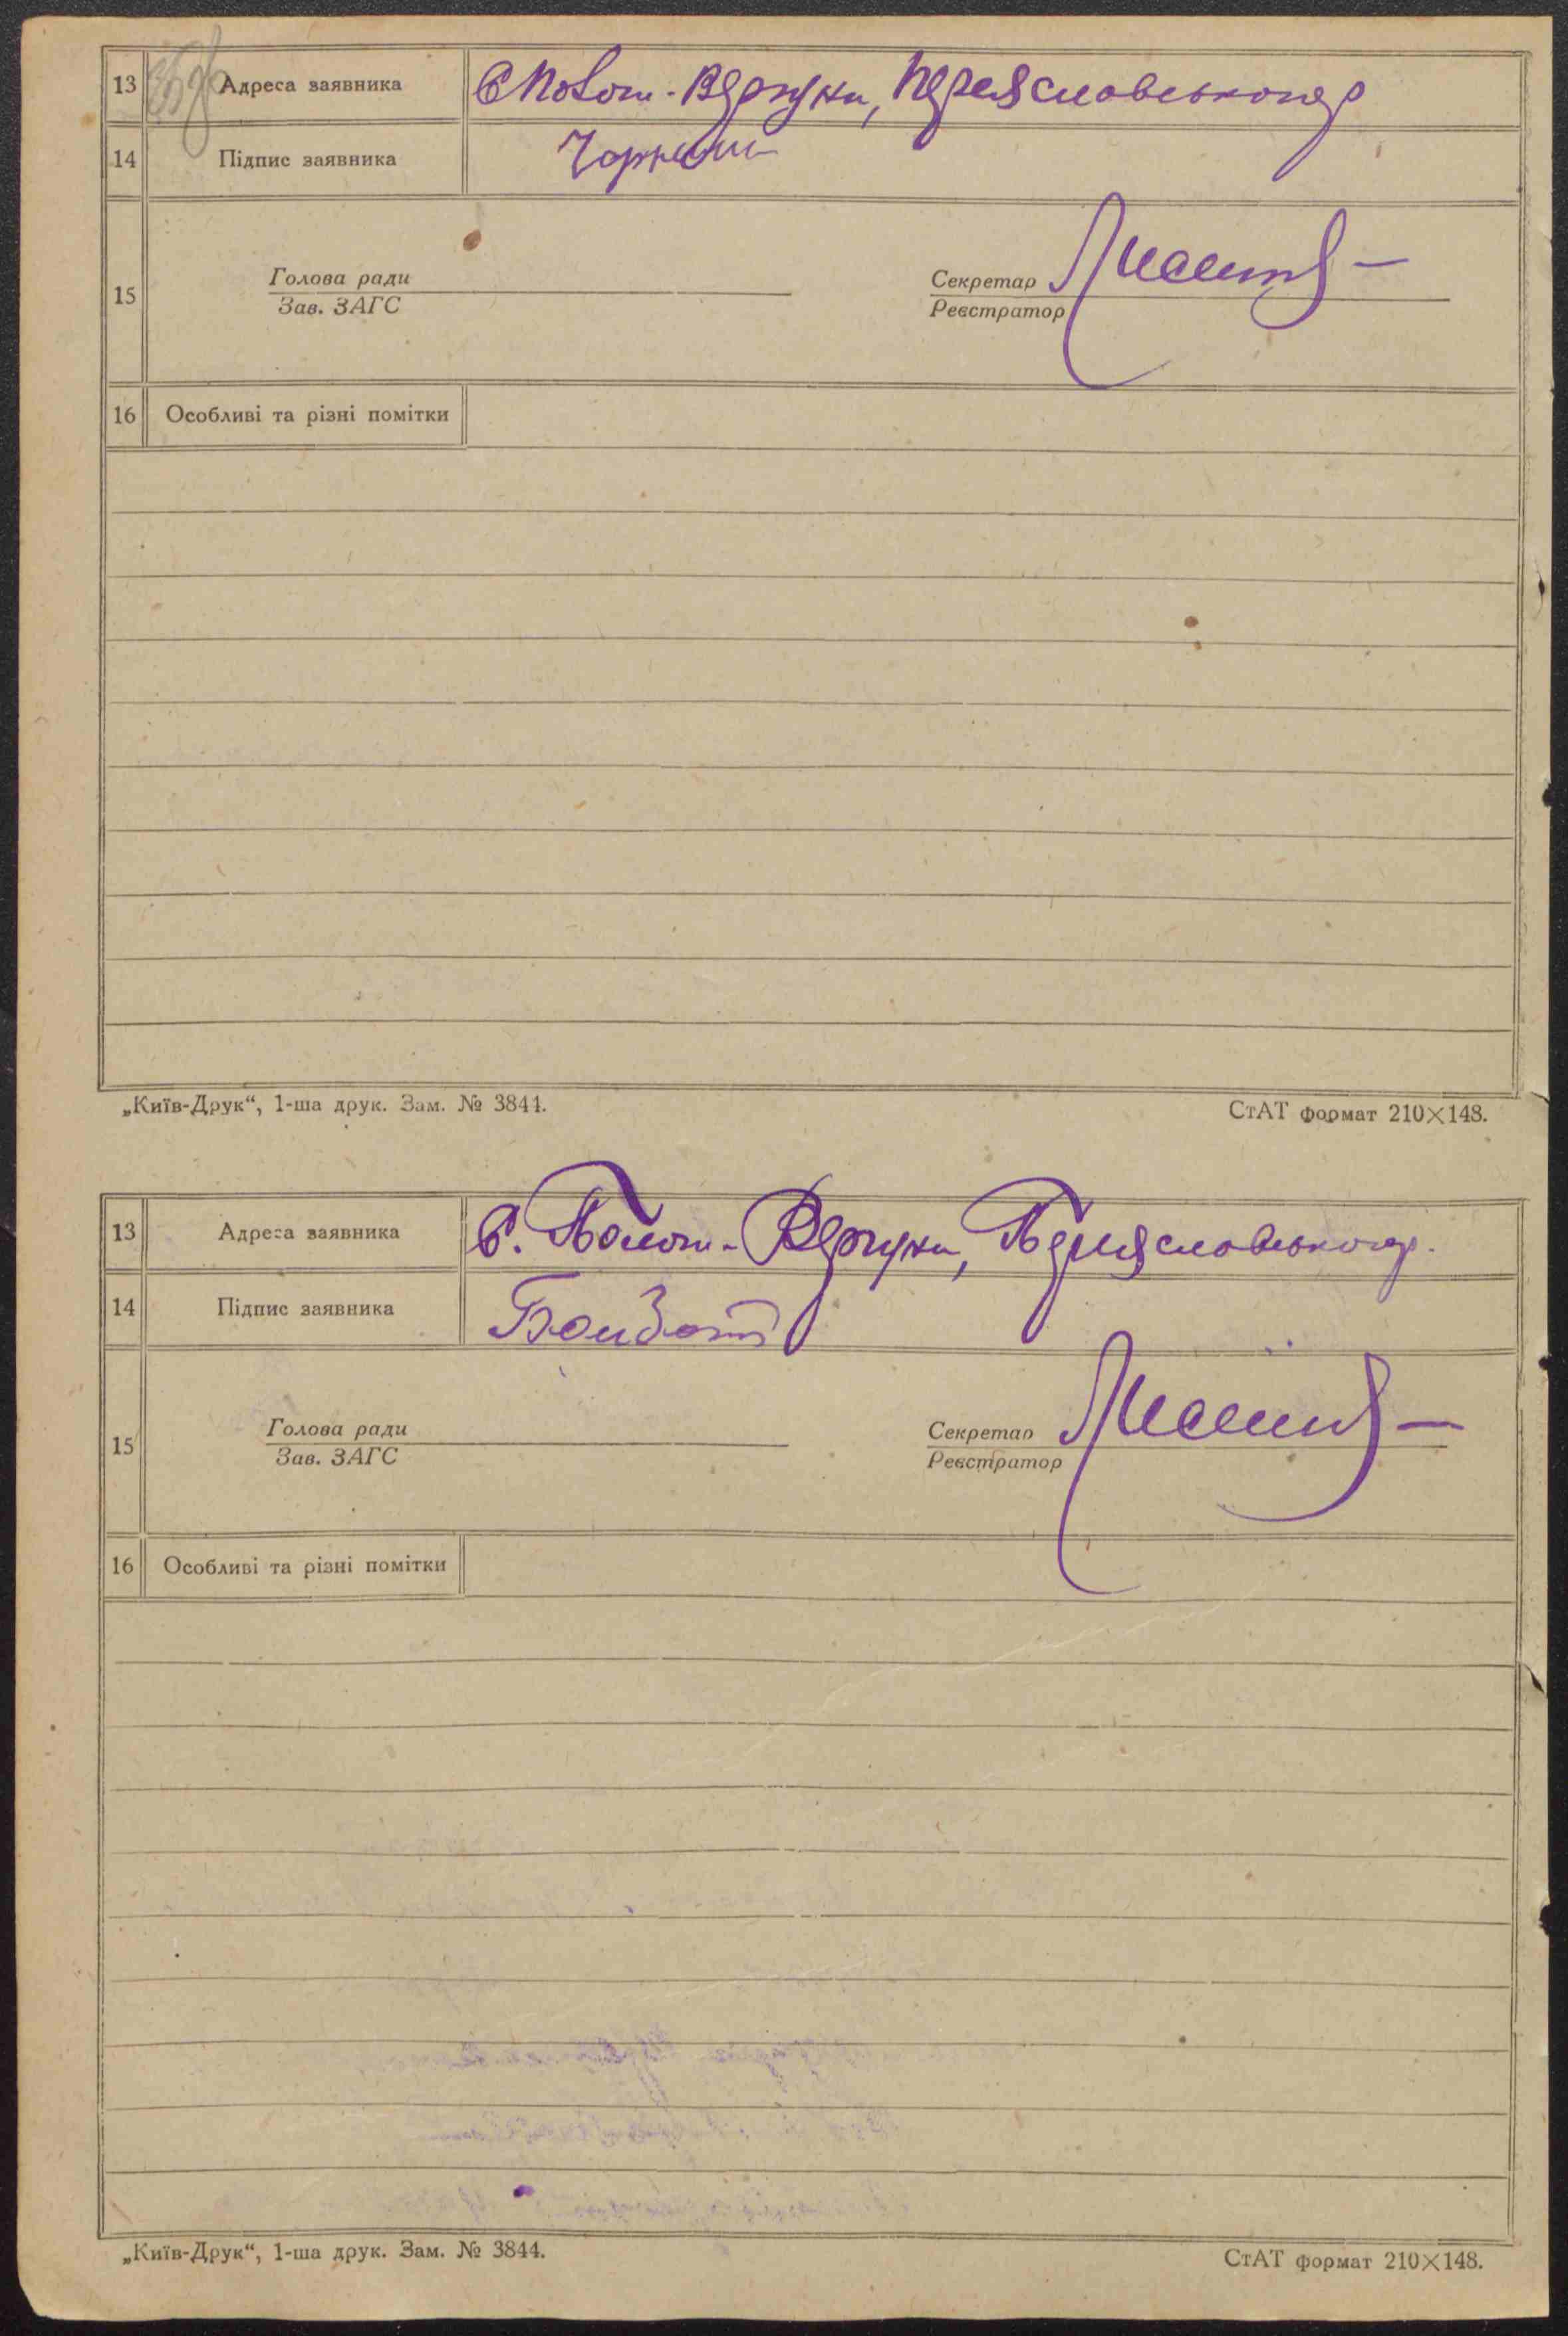 13 Адреса заявника С Полот.-Вергуни, Переяславського р
14 Підпис заявника
15 Голова ради Секретар
Зав. ЗАГС Реєстратор
16 Особливі та різні помітки
„Київ-Друк“, 1-ша друк. Зам. № 3844. СтАТ формат 210×148.
13 Адреса заявника С. Полот.-Вергуни, Переяславського р.
14 Підпис заявника
15 Голова ради Секретар
Зав. ЗАГС Реєстратор
16 Особливі та різні помітки
„Київ-Друк“, 1-ша друк. Зам. № 3844. СтАТ формат 210×148.